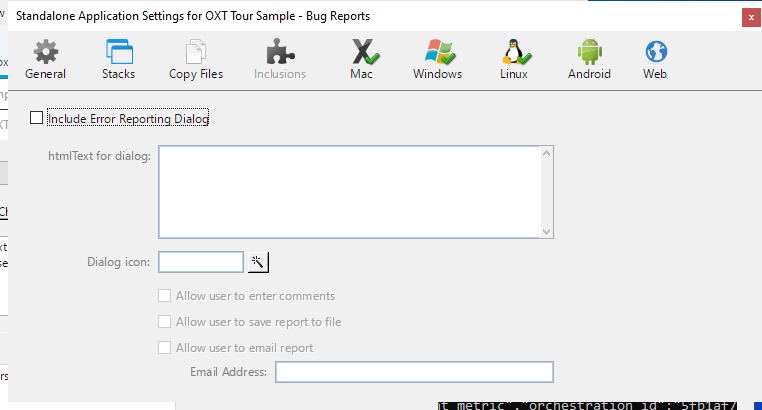 Standalone Application Settings for OXT Tour Sample - Bug Reports
General Stacks Copy Files Inclusions Mac Windows Linux Android Web
Include Error Reporting Dialog
htmlText for dialog:
Dialog icon:
Allow user to enter comments
Allow user to save report to file
Allow user to email report
Email Address: